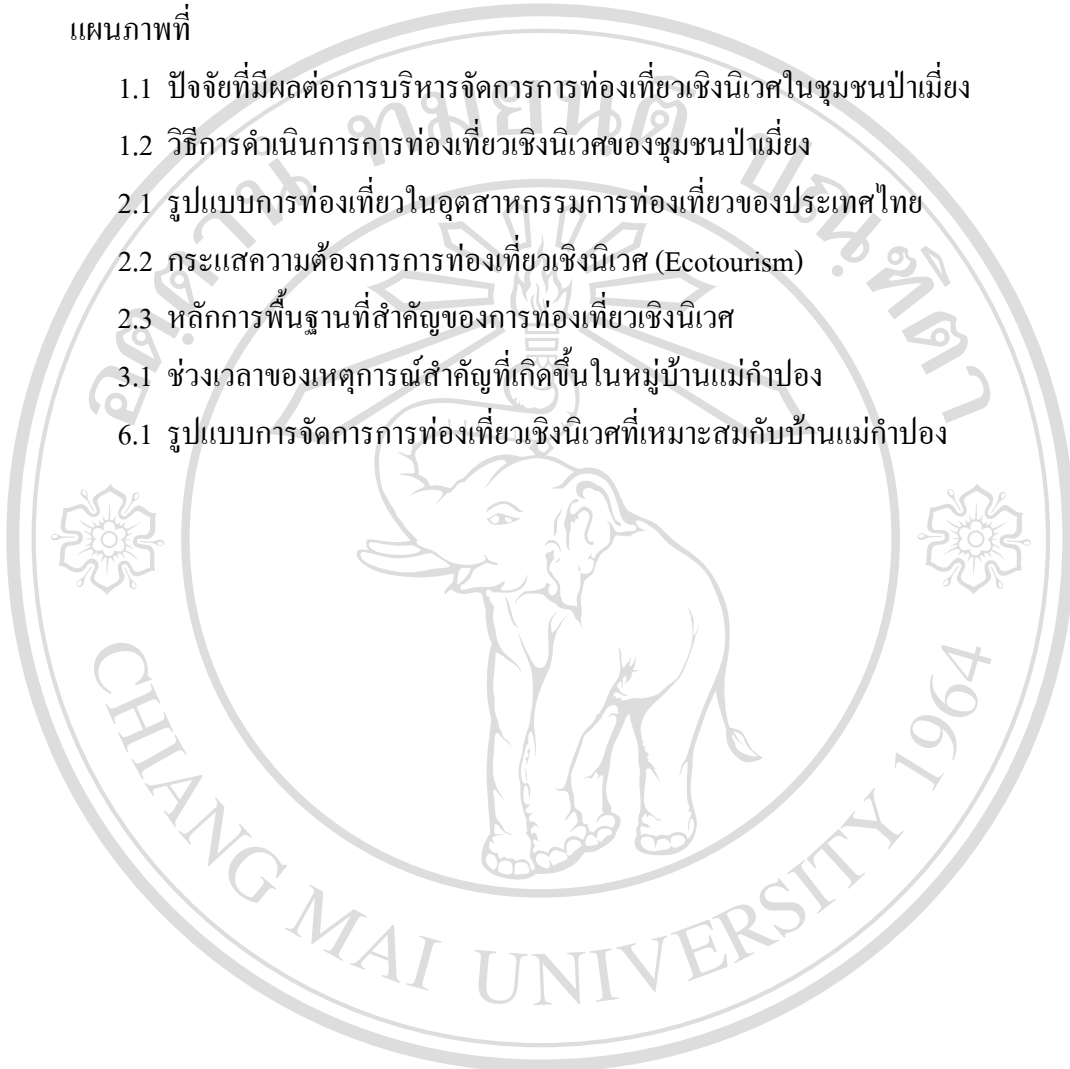 แผนภาพที่
1.1 ปัจจัยที่มีผลต่อการบริหารจัดการการท่องเที่ยวเชิงนิเวศในชุมชนป่าเมี่ยง
1.2 วิธีการดำเนินการการท่องเที่ยวเชิงนิเวศของชุมชนป่าเมี่ยง
2.1 รูปแบบการท่องเที่ยวในอุตสาหกรรมการท่องเที่ยวของประเทศไทย
2.2 กระแสความต้องการการท่องเที่ยวเชิงนิเวศ (Ecotourism)
2.3 หลักการพื้นฐานที่สำคัญของการท่องเที่ยวเชิงนิเวศ
3.1 ช่วงเวลาของเหตุการณ์สำคัญที่เกิดขึ้นในหมู่บ้านแม่กำปอง
6.1 รูปแบบการจัดการการท่องเที่ยวเชิงนิเวศที่เหมาะสมกับบ้านแม่กำปอง
อตฺตานํ ทมยนฺติ ปณฺฑิตา
CHIANG MAI UNIVERSITY 1964